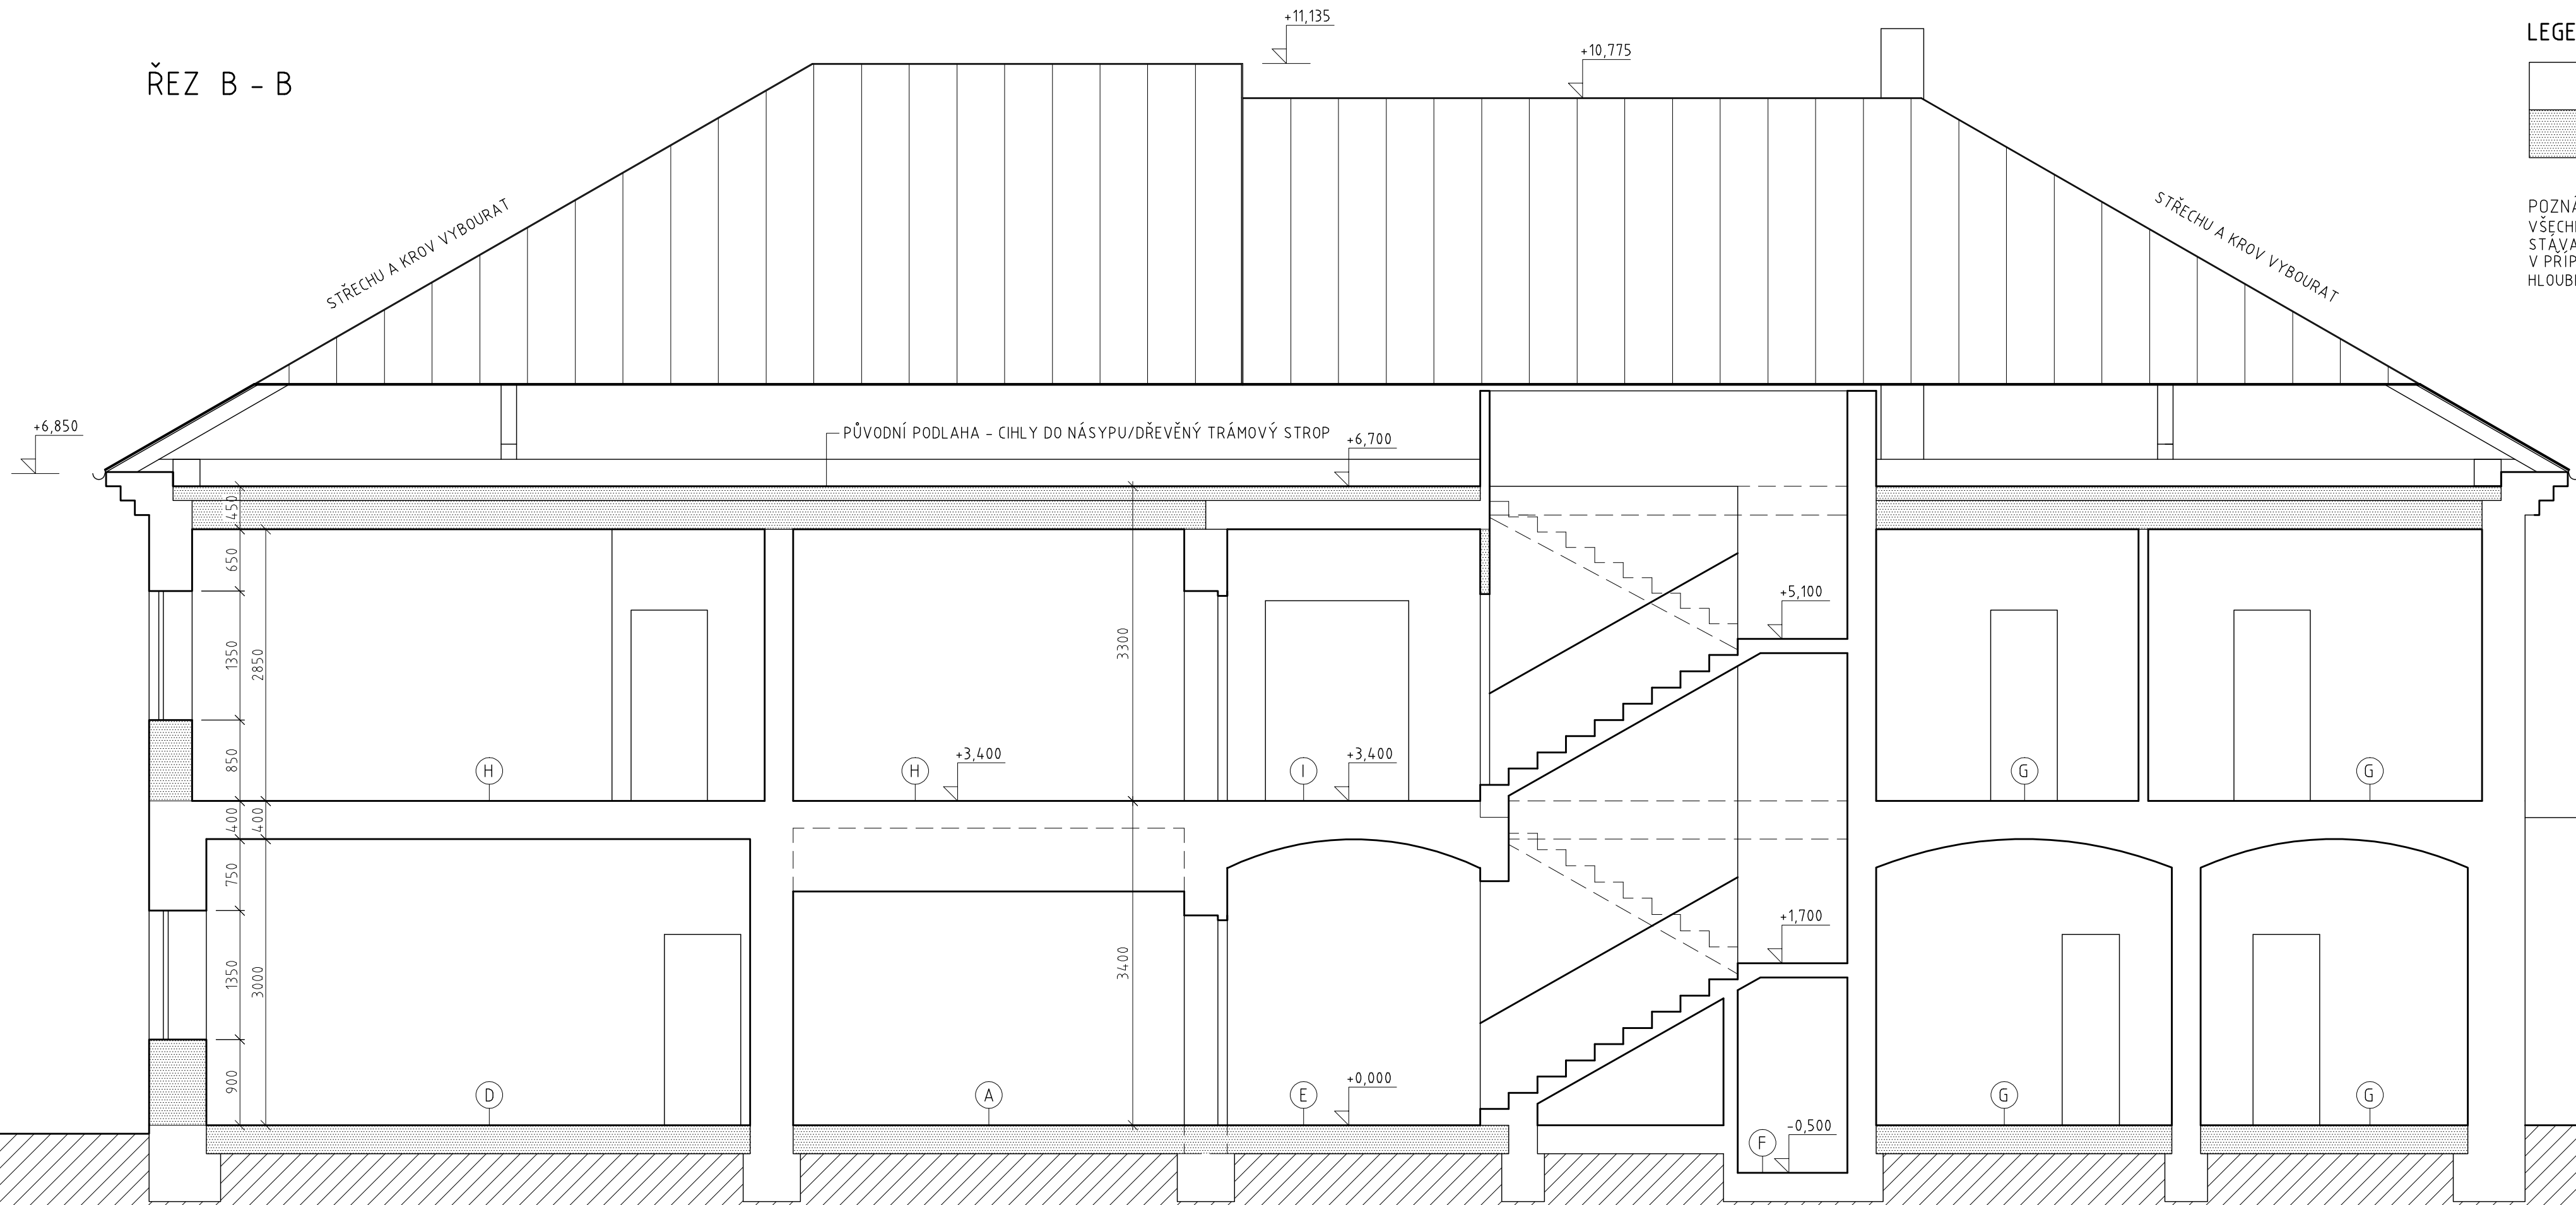 +11,135
LEGE
+10,775
ŘEZ B - B
STŘECHU A KROV VYBOURAT
STŘECHU A KROV VYBOURAT
POZNÁ
VŠECH
STÁVA
V PŘÍP
HLOUB
+6,850
PŮVODNÍ PODLAHA - CIHLY DO NÁSYPU/DŘEVĚNÝ TRÁMOVÝ STROP
+6,700
450
650
1350
2850
3300
+5,100
850
H
H
+3,400
I
+3,400
G
G
400
400
750
1350
3000
3400
+1,700
900
D
A
E
+0,000
G
G
F
-0,500